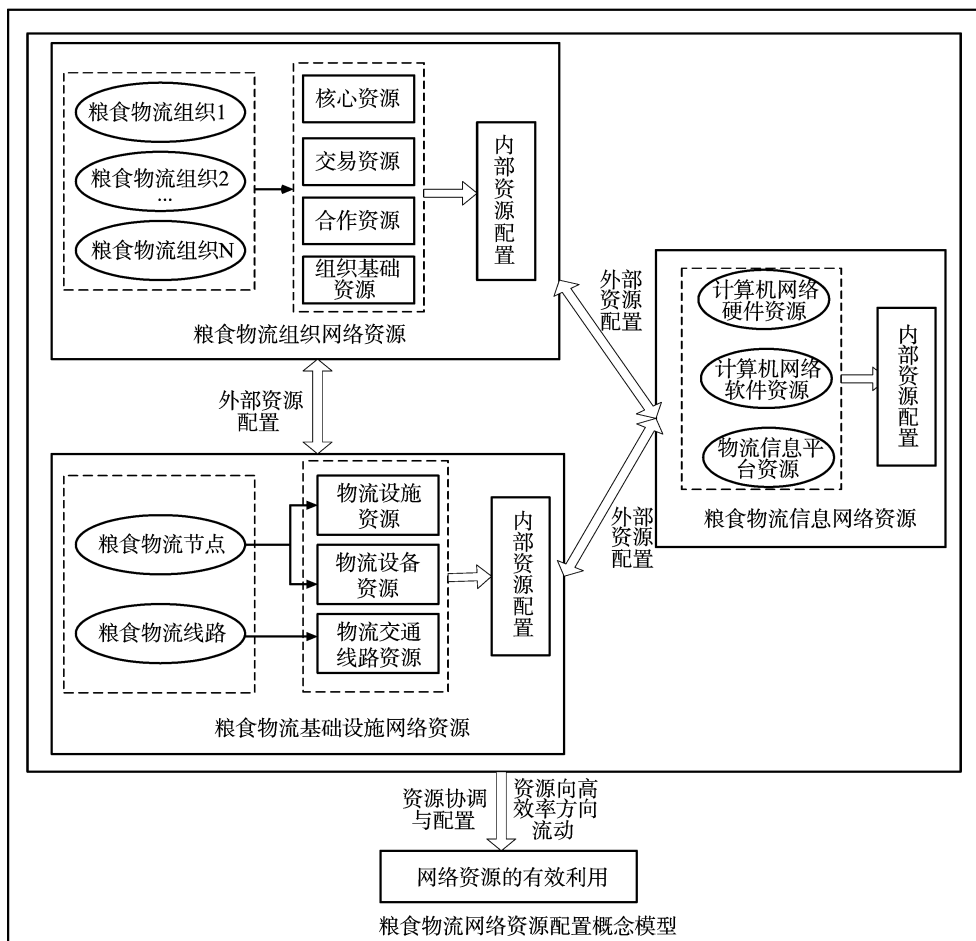 粮食物流组织1
粮食物流组织2
...
粮食物流组织N
核心资源
交易资源
合作资源
组织基础
资源
内部资源配置
粮食物流组织网络资源
外部资源
配置
外部
资源
配置
计算机网络
硬件资源
计算机网络
软件资源
物流信息平
台资源
内部资源配置
粮食物流信息网络资源
外部
资源
配置
粮食物流节点
粮食物流线路
物流设施
资源
物流设备
资源
物流交通
线路资源
内部资源配置
粮食物流基础设施网络资源
资源协调
与配置
资源向高
效率方向
流动
网络资源的有效利用
粮食物流网络资源配置概念模型